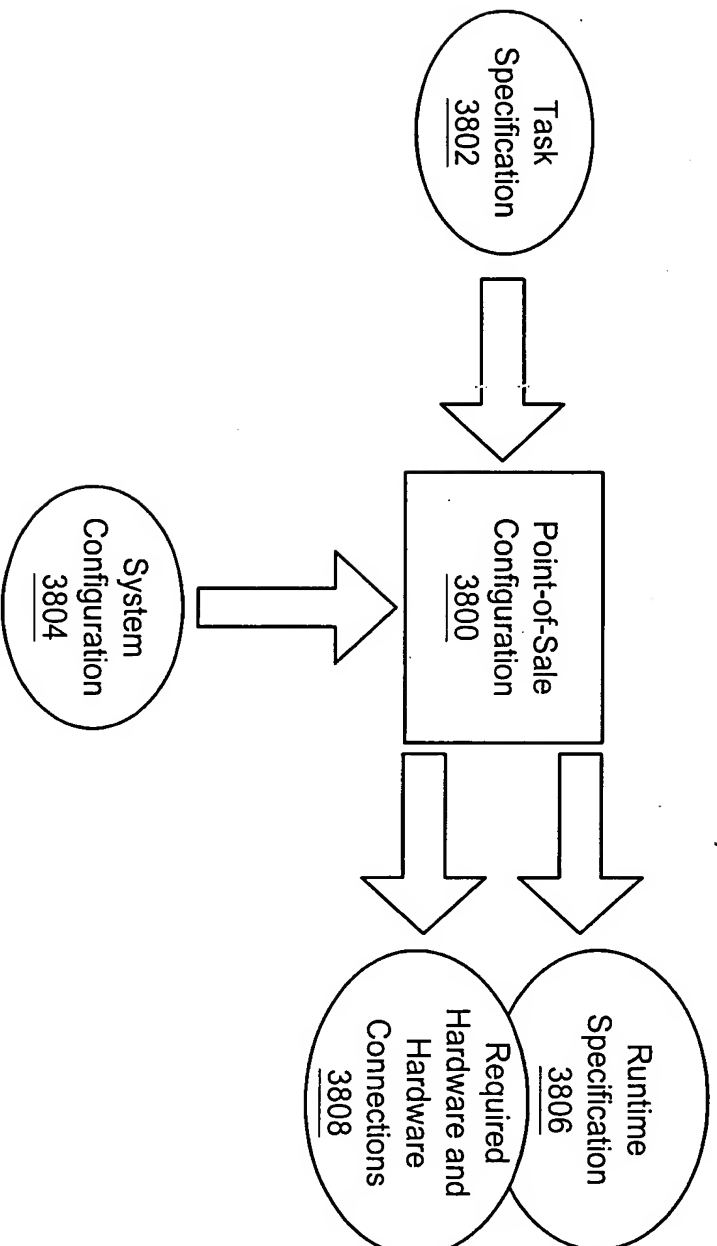 Task
Specification
3802
Point-of-Sale
Configuration
3800
System
Configuration
3804
Runtime
Specification
3806
Required
Hardware and
Hardware
Connections
3808